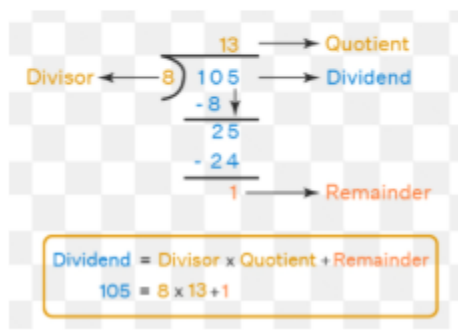 13 Quotient
Divisor 8 105 Dividend
- 8
25
- 24
1 Remainder
Dividend = Divisor x Quotient + Remainder
105 = 8 x 13 + 1